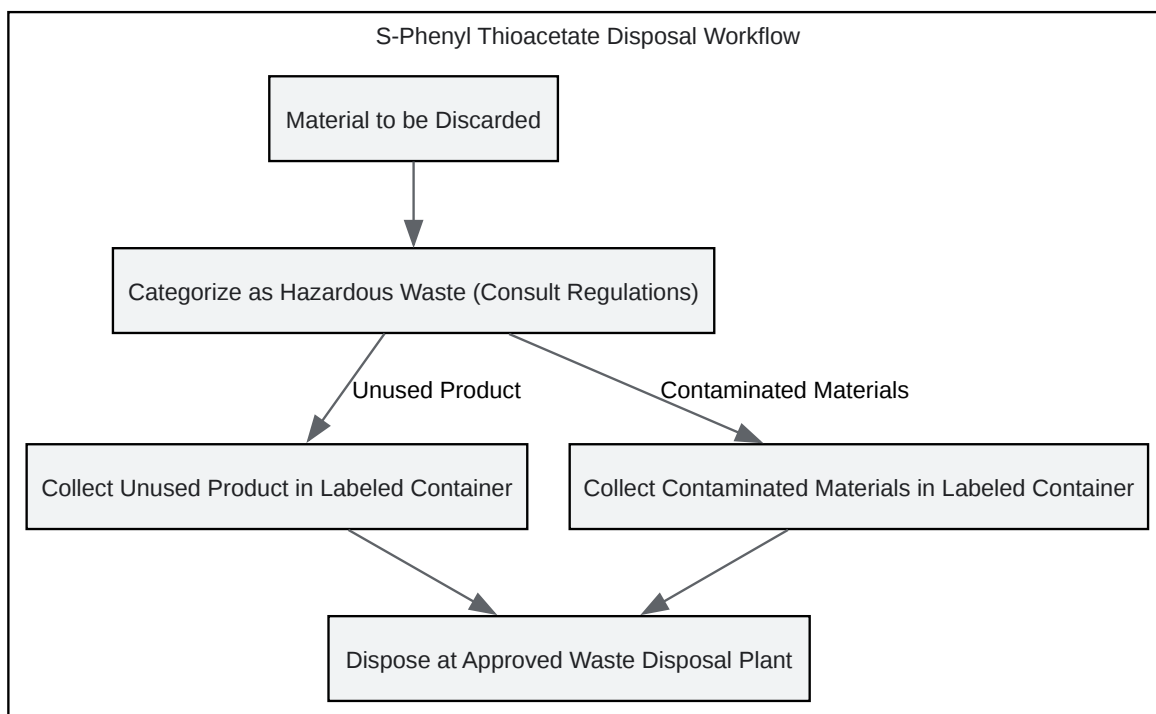 S-Phenyl Thioacetate Disposal Workflow
Material to be Discarded
Categorize as Hazardous Waste (Consult Regulations)
Unused Product
Contaminated Materials
Collect Unused Product in Labeled Container
Collect Contaminated Materials in Labeled Container
Dispose at Approved Waste Disposal Plant